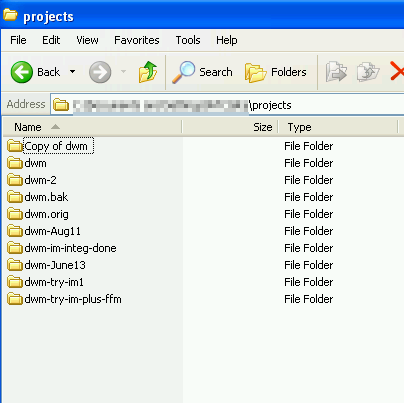 projects
File Edit View Favorites Tools Help
Back Search Folders
Address \projects
Name Size Type
Copy of dwm File Folder
dwm File Folder
dwm-2 File Folder
dwm.bak File Folder
dwm.orig File Folder
dwm-Aug11 File Folder
dwm-im-integ-done File Folder
dwm-June13 File Folder
dwm-try-im1 File Folder
dwm-try-im-plus-ffm File Folder